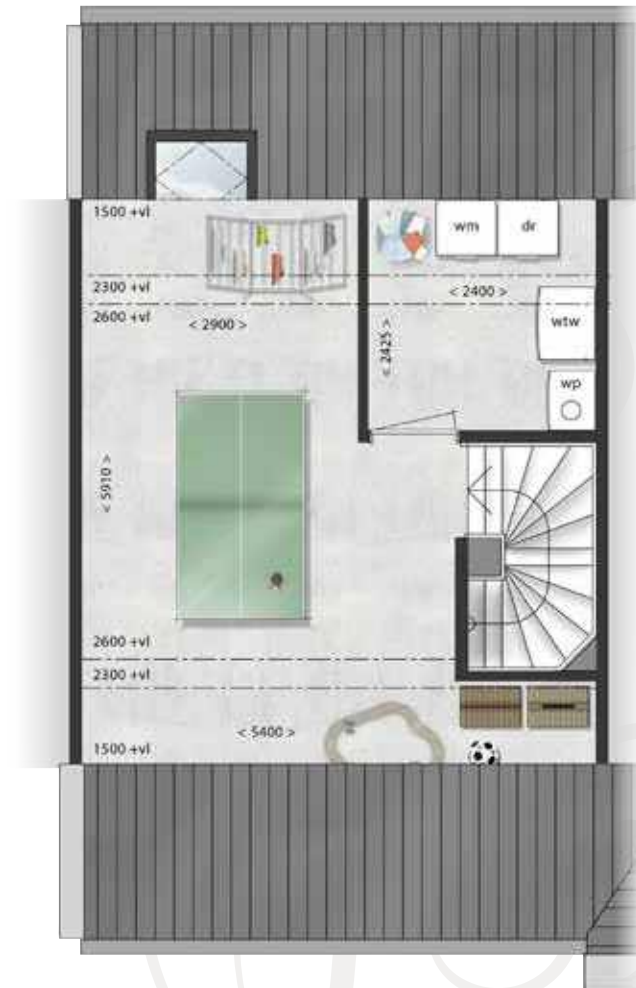 1500 +vl
wm
dr
2300 +vl
< 2400 >
2600 +vl
< 2900 >
wtw
< 2425 >
wp
< 5910 >
2600 +vl
2300 +vl
< 5400 >
1500 +vl